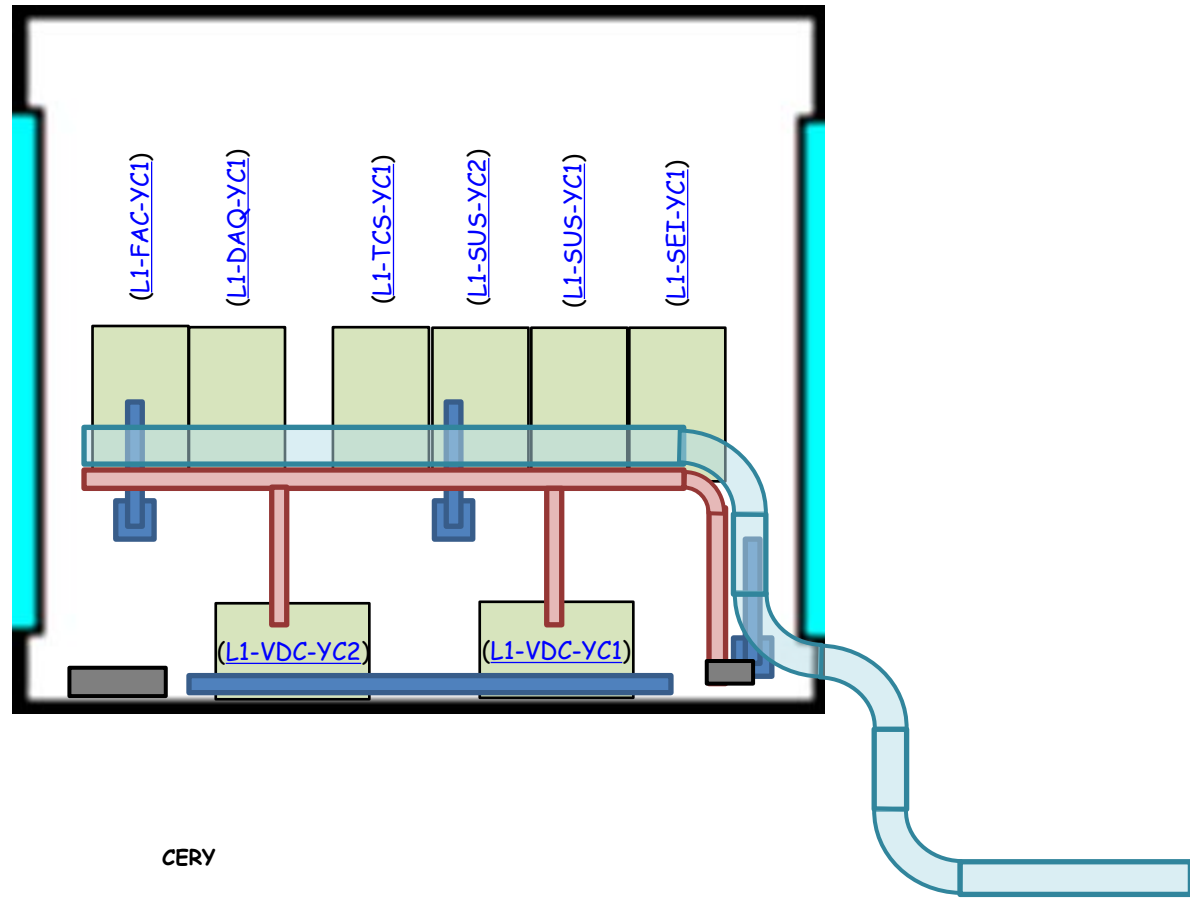 (L1-FAC-YC1)
(L1-DAQ-YC1)
(L1-TCS-YC1)
(L1-SUS-YC2)
(L1-SUS-YC1)
(L1-SEI-YC1)
(L1-VDC-YC2)
(L1-VDC-YC1)
CERY